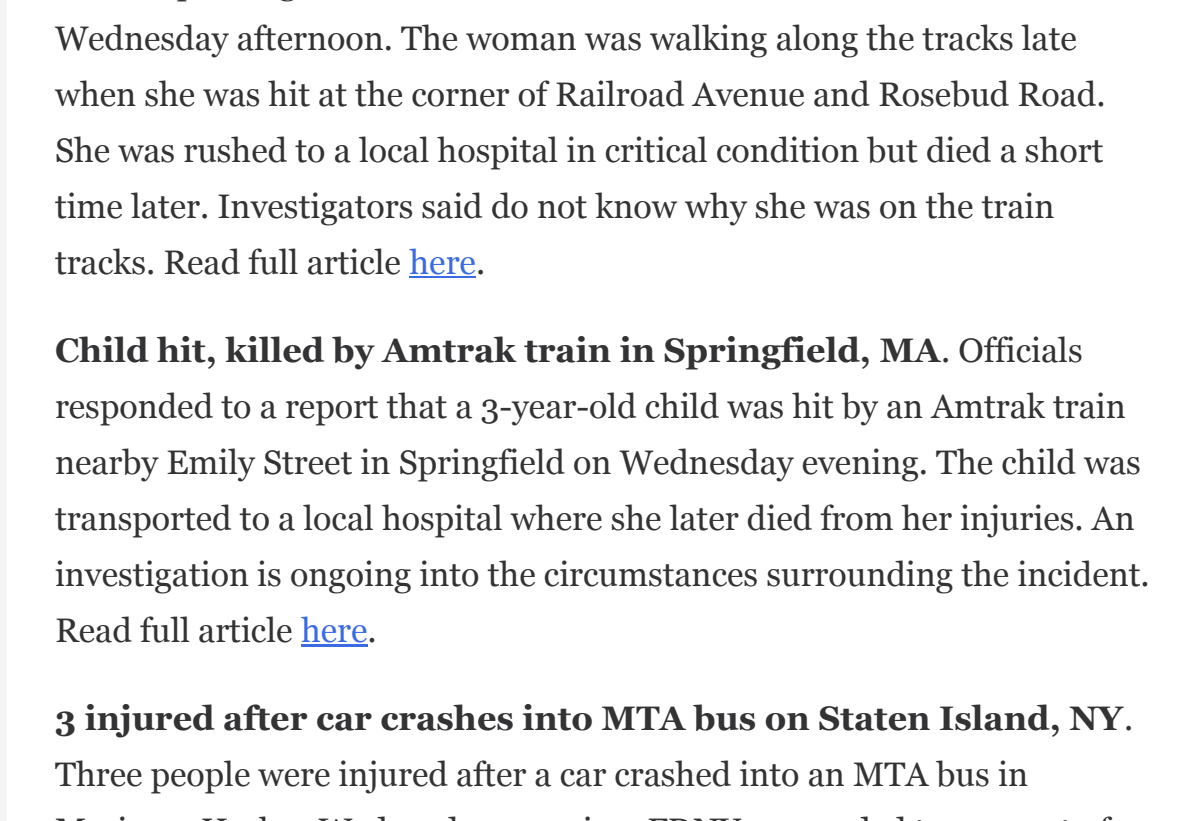 Wednesday afternoon. The woman was walking along the tracks late
when she was hit at the corner of Railroad Avenue and Rosebud Road.
She was rushed to a local hospital in critical condition but died a short
time later. Investigators said do not know why she was on the train
tracks. Read full article here.
Child hit, killed by Amtrak train in Springfield, MA. Officials
responded to a report that a 3-year-old child was hit by an Amtrak train
nearby Emily Street in Springfield on Wednesday evening. The child was
transported to a local hospital where she later died from her injuries. An
investigation is ongoing into the circumstances surrounding the incident.
Read full article here.
3 injured after car crashes into MTA bus on Staten Island, NY.
Three people were injured after a car crashed into an MTA bus in